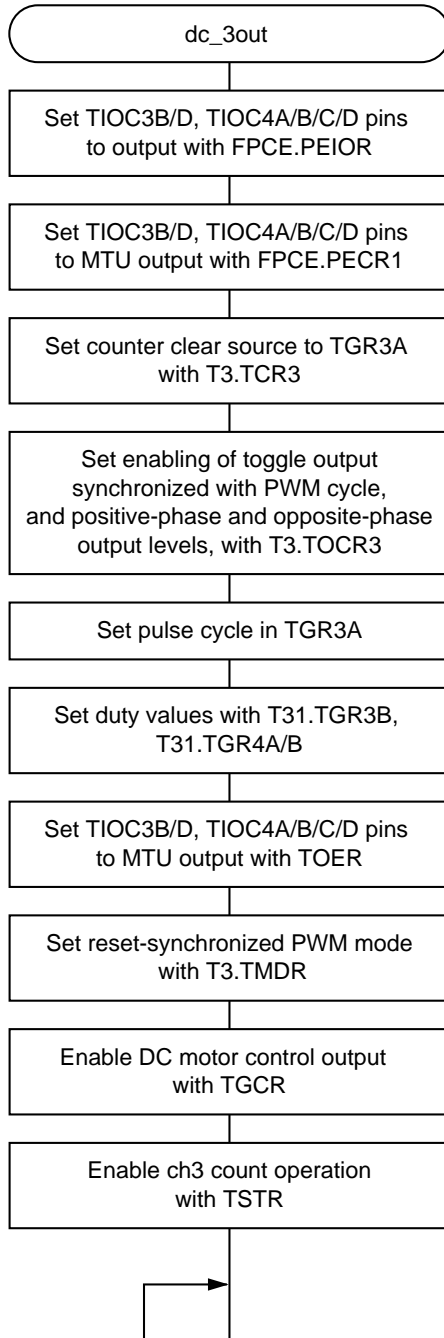 dc_3out
Set TIOC3B/D, TIOC4A/B/C/D pins
to output with FPCE.PEIOR
Set TIOC3B/D, TIOC4A/B/C/D pins
to MTU output with FPCE.PECR1
Set counter clear source to TGR3A
with T3.TCR3
Set enabling of toggle output
synchronized with PWM cycle,
and positive-phase and opposite-phase
output levels, with T3.TOCR3
Set pulse cycle in TGR3A
Set duty values with T31.TGR3B,
T31.TGR4A/B
Set TIOC3B/D, TIOC4A/B/C/D pins
to MTU output with TOER
Set reset-synchronized PWM mode
with T3.TMDR
Enable DC motor control output
with TGCR
Enable ch3 count operation
with TSTR